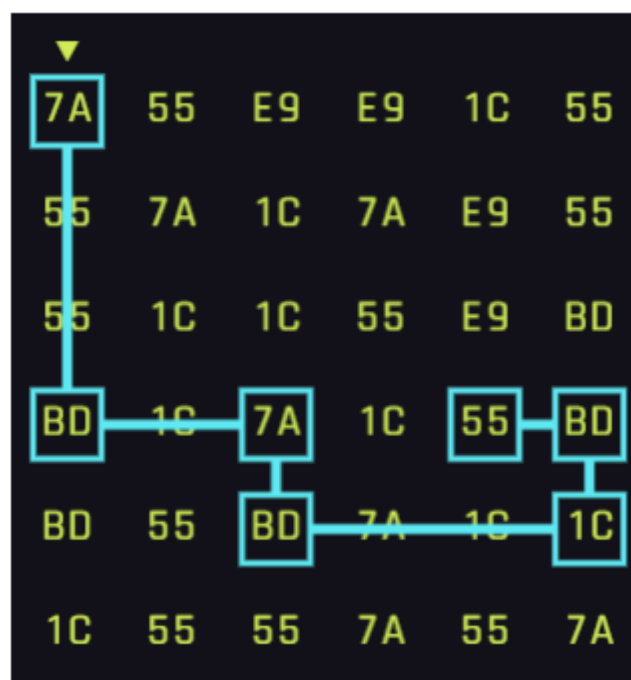 7A 55 E9 E9 1C 55
55 7A 1C 7A E9 55
55 1C 1C 55 E9 BD
BD 1C 7A 1C 55 BD
BD 55 BD 7A 1C 1C
1C 55 55 7A 55 7A